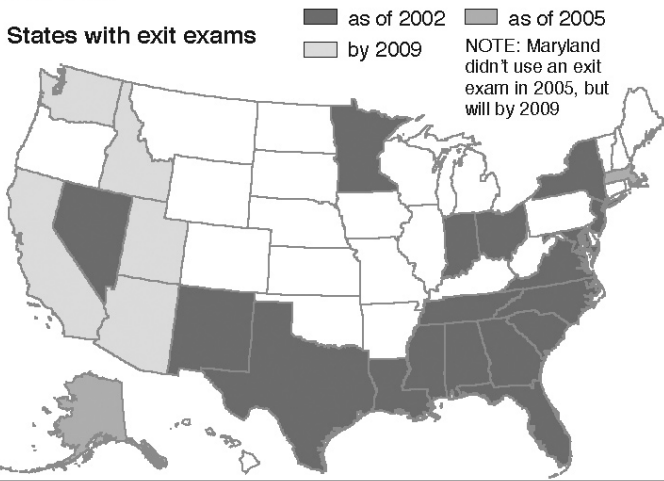 States with exit exams
as of 2002
as of 2005
by 2009
NOTE: Maryland
didn't use an exit
exam in 2005, but
will by 2009